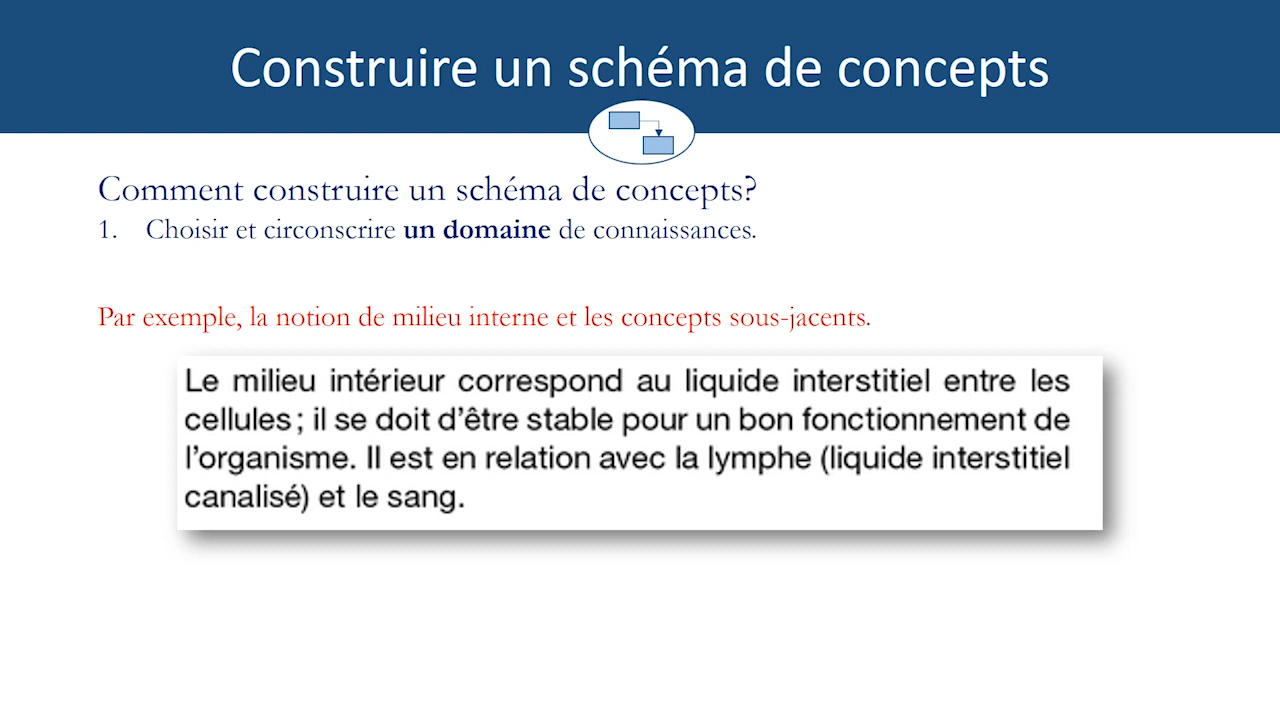 Construire un schéma de concepts
Comment construire un schéma de concepts?
1. Choisir et circonscrire un domaine de connaissances.
Par exemple, la notion de milieu interne et les concepts sous-jacents.
Le milieu intérieur correspond au liquide interstitiel entre les
cellules ; il se doit d'être stable pour un bon fonctionnement de
l'organisme. Il est en relation avec la lymphe (liquide interstitiel
canalisé) et le sang.